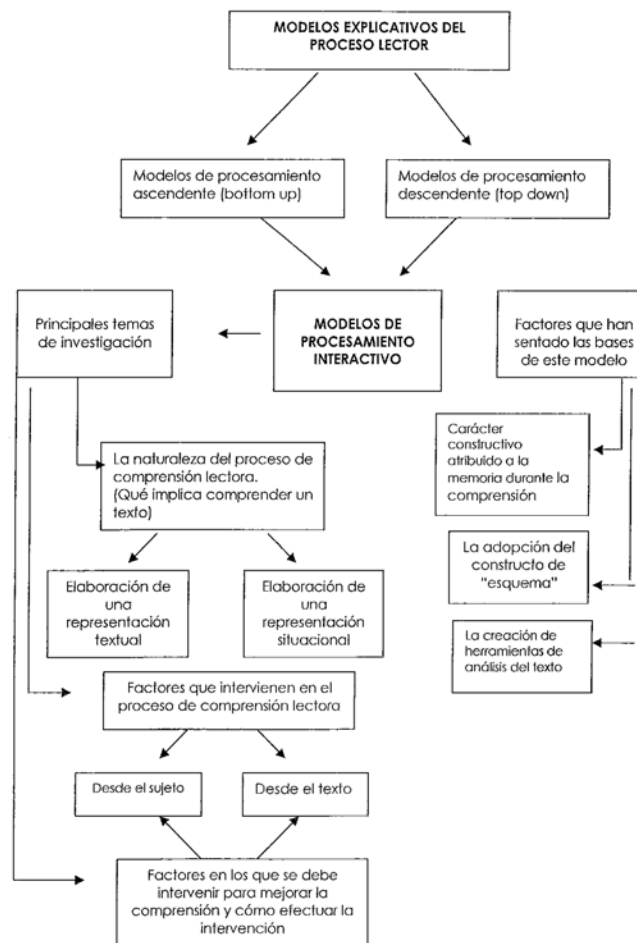 MODELOS EXPLICATIVOS DEL
PROCESO LECTOR
Modelos de procesamiento
ascendente (bottom up)
Modelos de procesamiento
descendente (top down)
Principales temas
de investigación
MODELOS DE
PROCESAMIENTO
INTERACTIVO
Factores que han
sentado las bases
de este modelo
La naturaleza del proceso de
comprensión lectora.
(Qué implica comprender un
texto)
Carácter
constructivo
atribuido a la
memoria durante la
comprensión
Elaboración de
una
representación
textual
Elaboración de
una
representación
situacional
La adopción del
constructo de
"esquema"
La creación de
herramientas de
análisis del texto
Factores que intervienen en el
proceso de comprensión lectora
Desde el sujeto
Desde el texto
Factores en los que se debe
intervenir para mejorar la
comprensión y cómo efectuar la
intervención